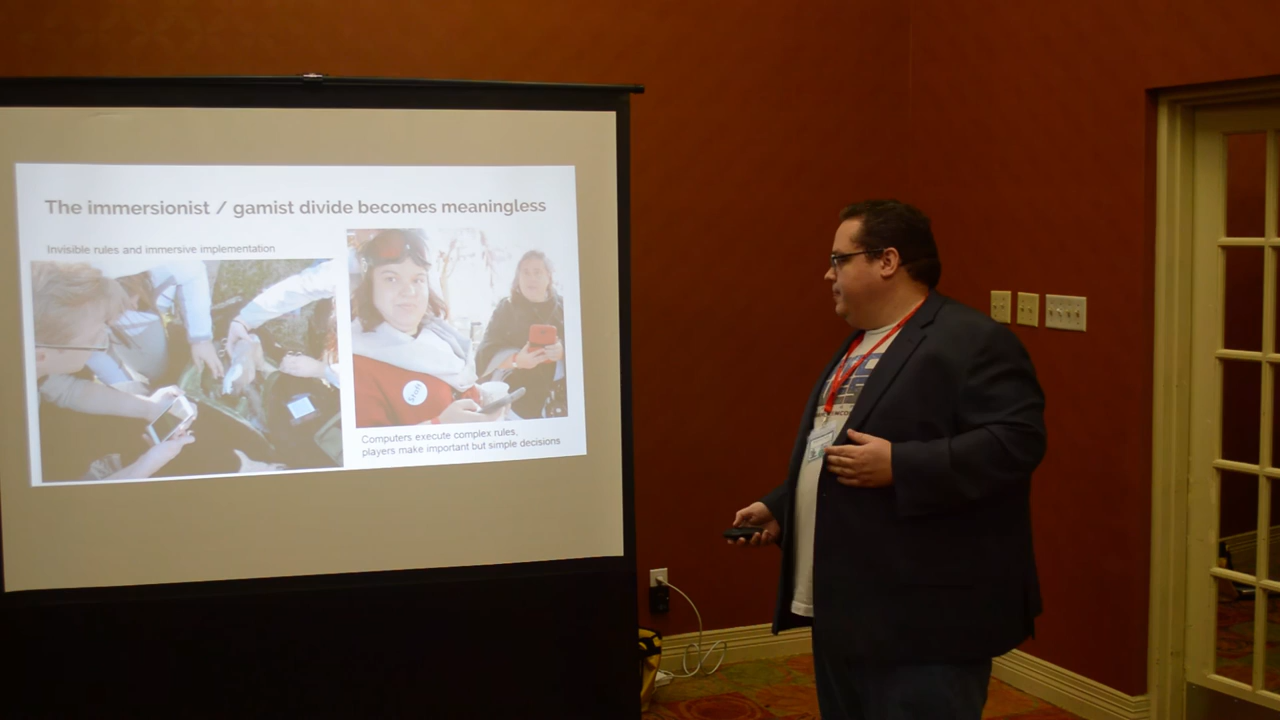 The immersionist / gamist divide becomes meaningless
Invisible rules and immersive implementation
Computers execute complex rules,
players make important but simple decisions